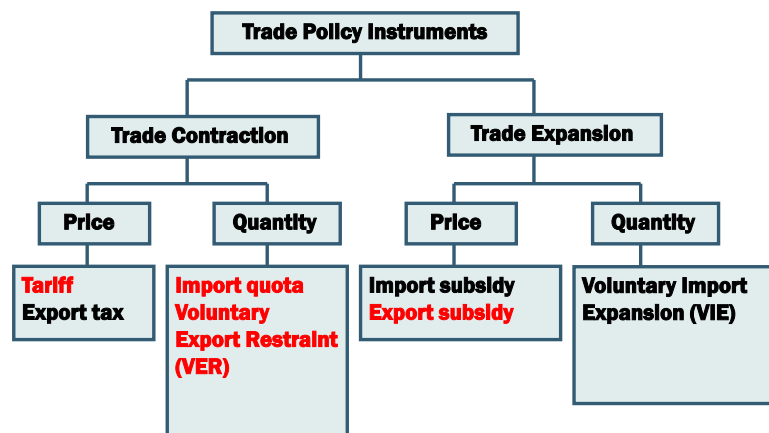 Trade Policy Instruments
Trade Contraction
Trade Expansion
Price
Quantity
Price
Quantity
Tariff
Export tax
Import quota
Voluntary
Export Restraint
(VER)
Import subsidy
Export subsidy
Voluntary Import
Expansion (VIE)